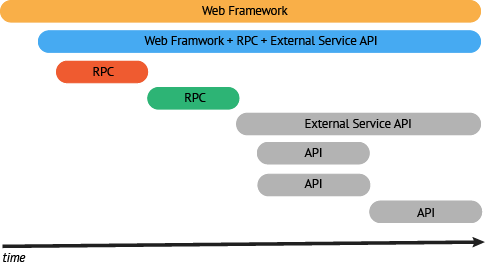 Web Framework
Web Framwork + RPC + External Service API
RPC
RPC
External Service API
API
API
API
time